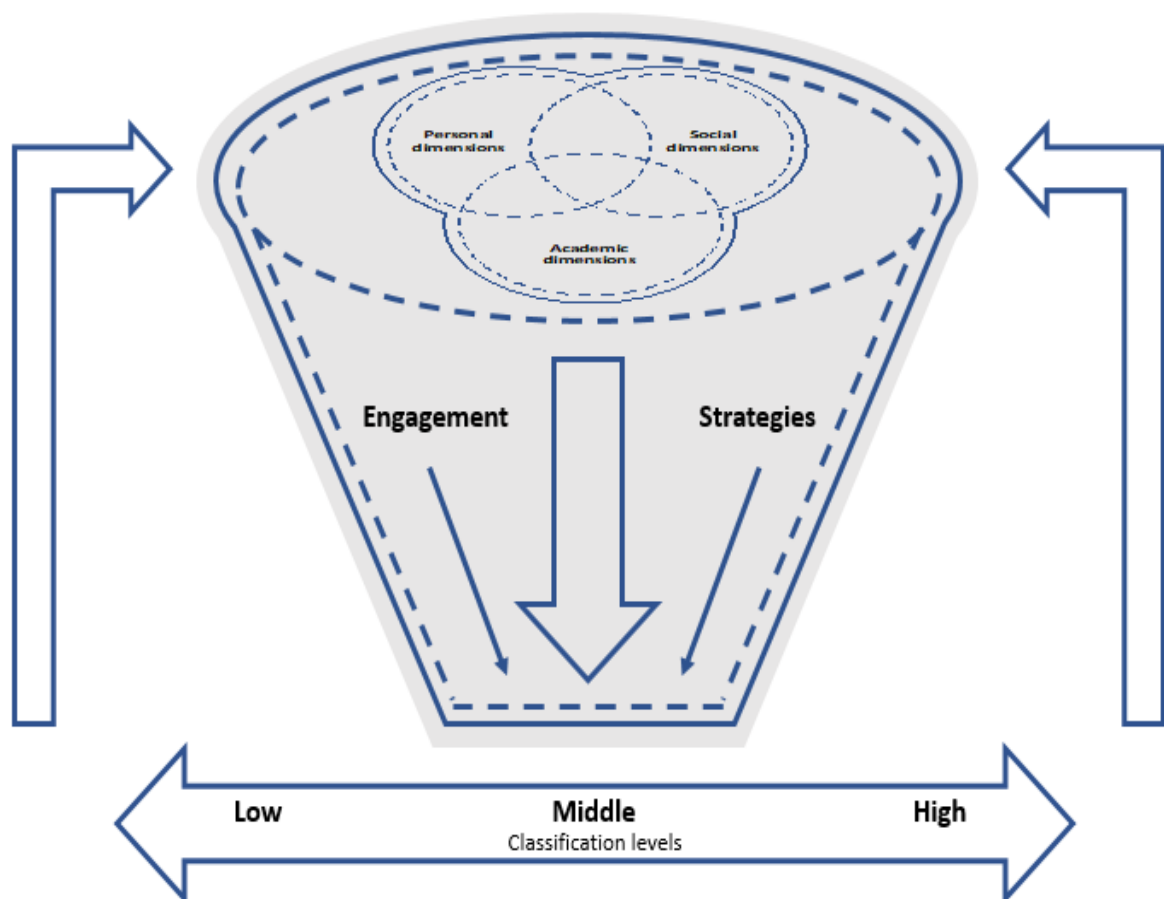 Personal
dimensions
Social
dimensions
Academic
dimensions
Engagement
Strategies
Low
Middle
High
Classification levels